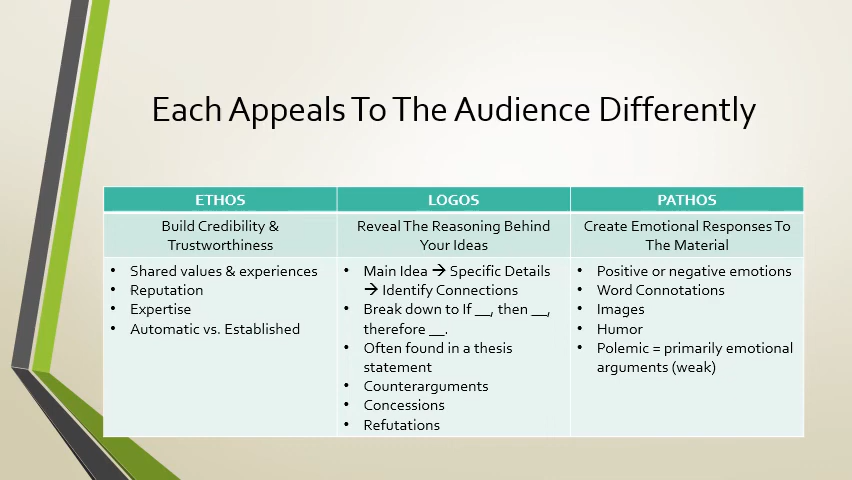 Each Appeals To The Audience Differently
ETHOS
LOGOS
PATHOS
Build Credibility &
Trustworthiness
Reveal The Reasoning Behind
Your Ideas
Create Emotional Responses To
The Material
• Shared values & experiences
• Reputation
• Expertise
• Automatic vs. Established
• Main Idea → Specific Details
→ Identify Connections
• Break down to If __, then __,
therefore __.
• Often found in a thesis
statement
• Counterarguments
• Concessions
• Refutations
• Positive or negative emotions
• Word Connotations
• Images
• Humor
• Polemic = primarily emotional
arguments (weak)